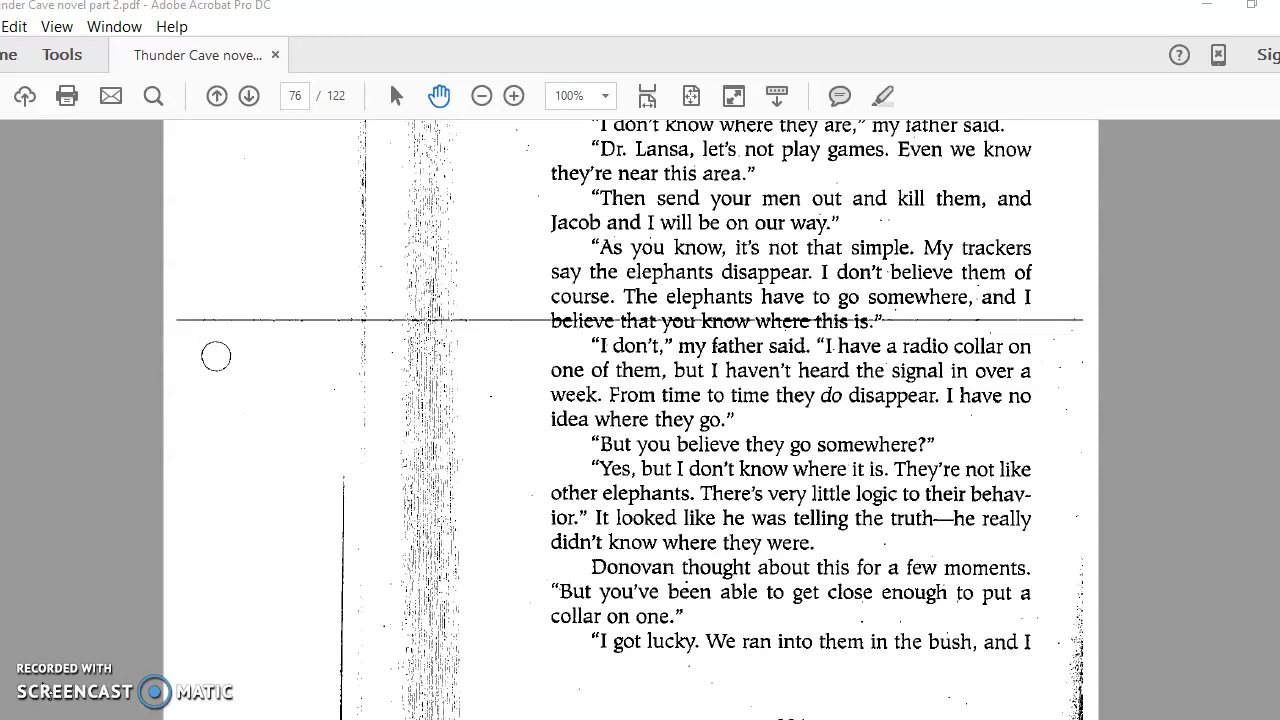 nder Cave novel part 2.pdf - Adobe Acrobat Pro DC
Edit View Window Help
me Tools Thunder Cave nove... × Sig
76 / 122 100%
"I don't know where they are," my father said.
"Dr. Lansa, let's not play games. Even we know
they're near this area."
"Then send your men out and kill them, and
Jacob and I will be on our way."
"As you know, it's not that simple. My trackers
say the elephants disappear. I don't believe them of
course. The elephants have to go somewhere, and I
believe that you know where this is."
"I don't," my father said. "I have a radio collar on
one of them, but I haven't heard the signal in over a
week. From time to time they do disappear. I have no
idea where they go."
"But you believe they go somewhere?"
"Yes, but I don't know where it is. They're not like
other elephants. There's very little logic to their behav-
ior." It looked like he was telling the truth—he really
didn't know where they were.
Donovan thought about this for a few moments.
"But you've been able to get close enough to put a
collar on one."
"I got lucky. We ran into them in the bush, and I
RECORDED WITH
SCREENCAST MATIC